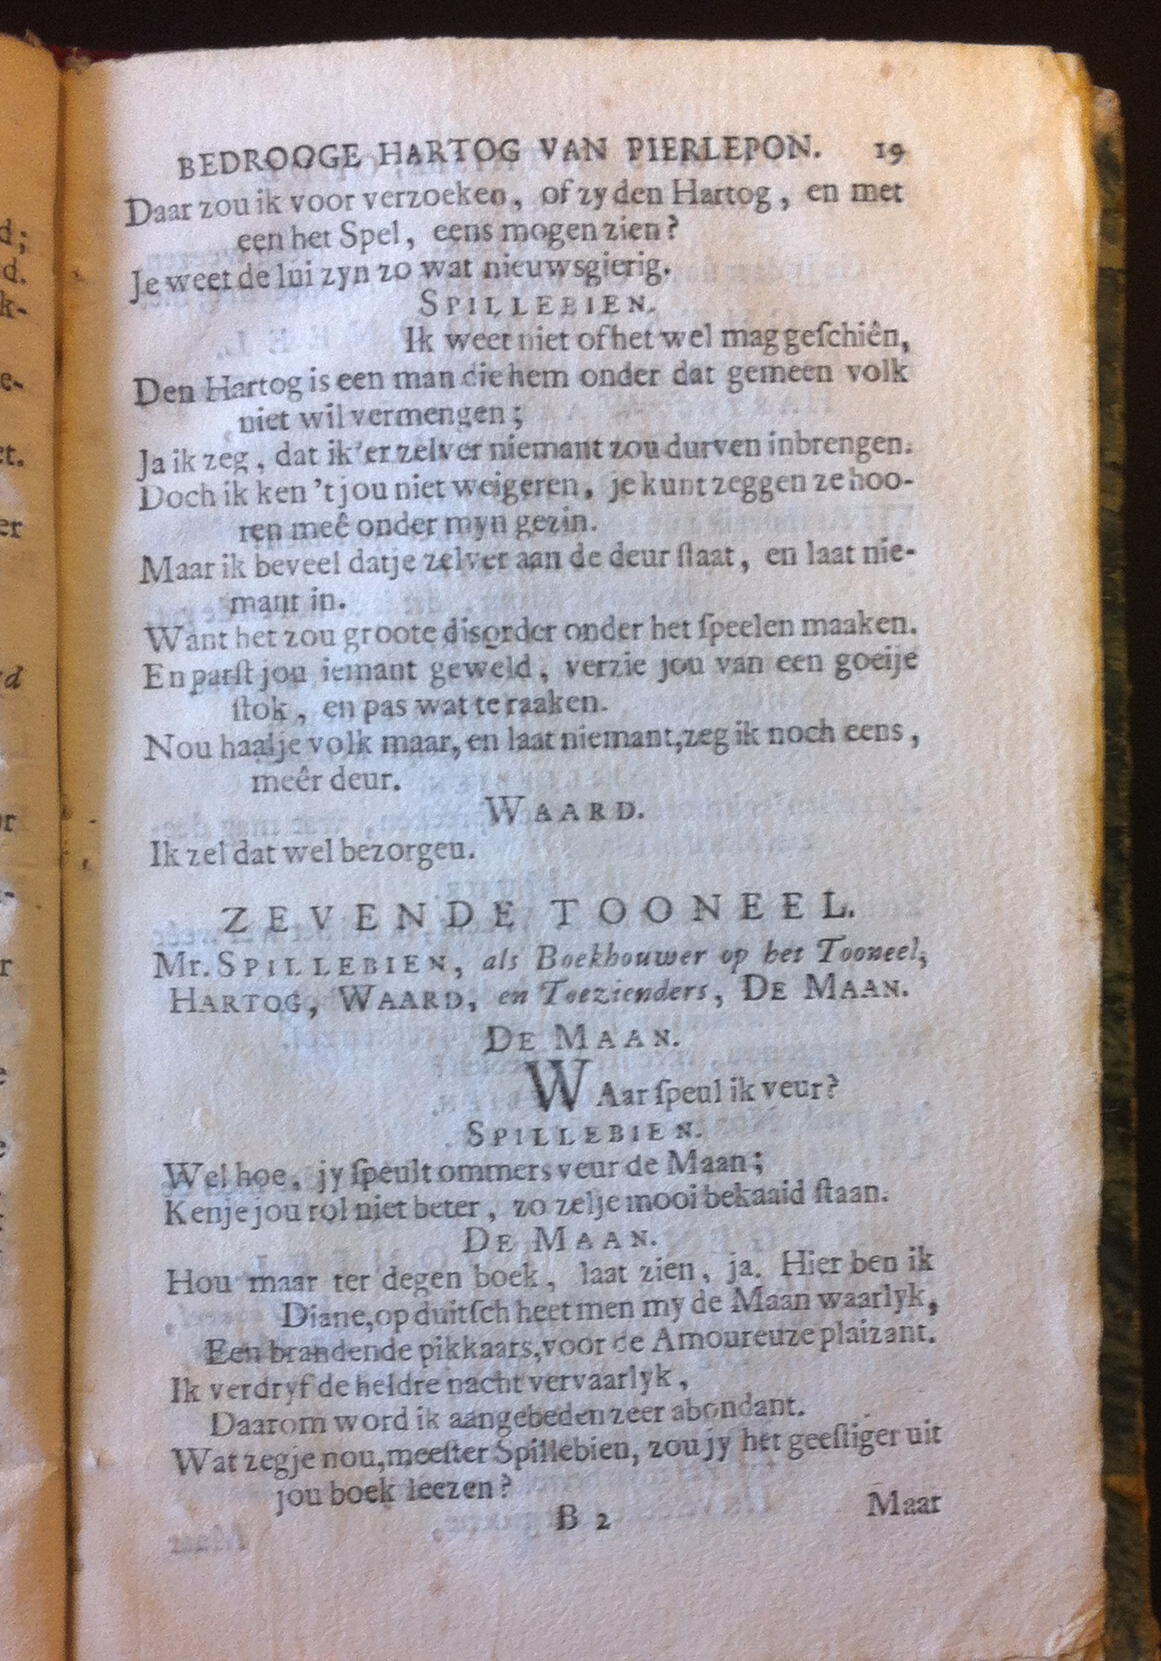 BEDROOGE HARTOG VAN PIERLEPON. 19
Daar zou ik voor verzoeken, of zy den Hartog, en met
een het Spel, eens mogen zien?
Je weet de lui zyn zo wat nieuwsgierig.
SPILLEBIEN.
Ik weet niet of het wel mag geſchiên,
Den Hartog is een man die hem onder dat gemeen volk
niet wil vermengen;
Ja ik zeg, dat ik 'er zelver niemant zou durven inbrengen.
Doch ik ken 't jou niet weigeren, je kunt zeggen ze hoo-
ren meê onder myn gezin.
Maar ik beveel datje zelver aan de deur ſtaat, en laat nie-
mant in.
Want het zou groote disorder onder het ſpeelen maaken.
En parſt jou iemant geweld, verzie jou van een goeije
ſtok, en pas wat te raaken.
Nou haalje volk maar, en laat niemant, zeg ik noch eens,
meêr deur.
WAARD.
Ik zel dat wel bezorgeu.
ZEVENDE TOONEEL.
Mr. SPILLEBIEN, als Boekhouwer op het Tooneel,
HARTOG, WAARD, en Toezienders, DE MAAN.
DE MAAN.
WAar ſpeul ik veur?
SPILLEBIEN.
Wel hoe, jy ſpeult ommers veur de Maan;
Kenje jou rol niet beter, zo zelje mooi bekaaid ſtaan.
DE MAAN.
Hou maar ter degen boek, laat zien, ja. Hier ben ik
Diane, op duitſch heet men my de Maan waarlyk,
Een brandende pikkaars, voor de Amoureuze plaizant.
Ik verdryf de heldre nacht vervaarlyk,
Daarom word ik aangebeden zeer abondant.
Wat zegje nou, meeſter Spillebien, zou jy het geeſtiger uit
jou boek leezen?
B 2 Maar